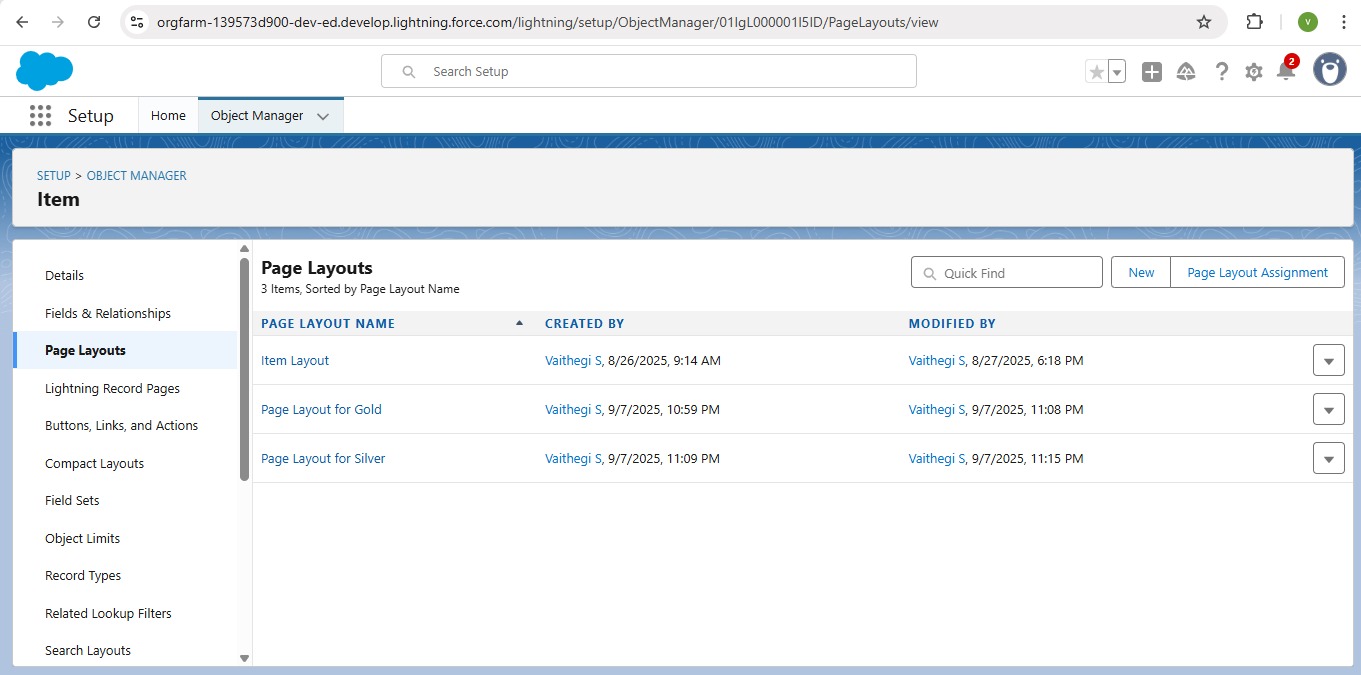 orgfarm-139573d900-dev-ed.develop.lightning.force.com/lightning/setup/ObjectManager/01IgL000001I5ID/PageLayouts/view
V
Search Setup
2
Setup
Home
Object Manager
SETUP > OBJECT MANAGER
Item
Details
Fields & Relationships
Page Layouts
Lightning Record Pages
Buttons, Links, and Actions
Compact Layouts
Field Sets
Object Limits
Record Types
Related Lookup Filters
Search Layouts
Page Layouts
3 Items, Sorted by Page Layout Name
Quick Find
New
Page Layout Assignment
PAGE LAYOUT NAME CREATED BY MODIFIED BY
Item Layout Vaithegi S, 8/26/2025, 9:14 AM Vaithegi S, 8/27/2025, 6:18 PM
Page Layout for Gold Vaithegi S, 9/7/2025, 10:59 PM Vaithegi S, 9/7/2025, 11:08 PM
Page Layout for Silver Vaithegi S, 9/7/2025, 11:09 PM Vaithegi S, 9/7/2025, 11:15 PM